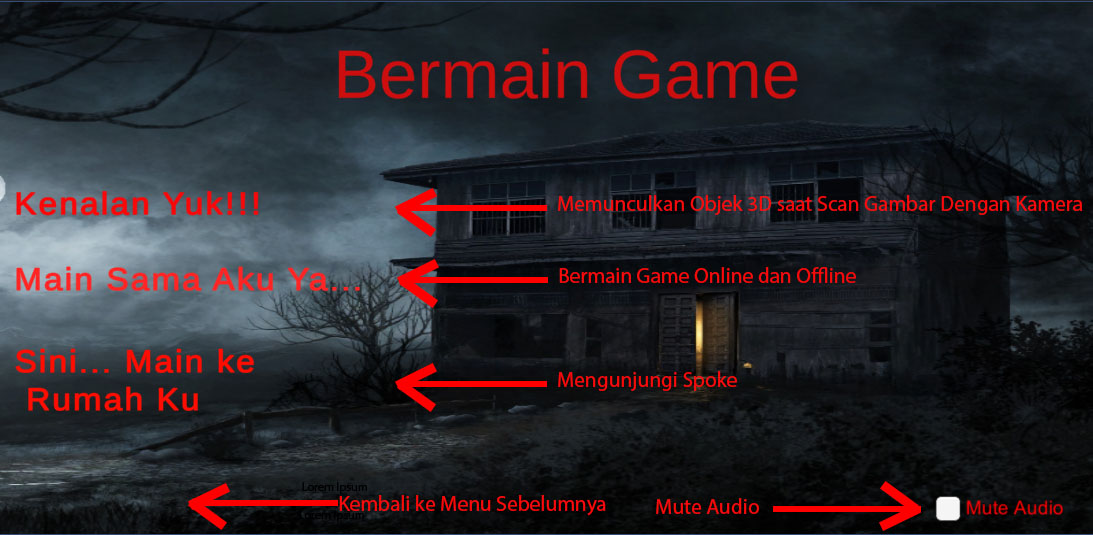 Bermain Game
Kenalan Yuk!!!
Memunculkan Objek 3D saat Scan Gambar Dengan Kamera
Main Sama Aku Ya...
Bermain Game Online dan Offline
Sini... Main ke
Rumah Ku
Mengunjungi Spoke
Lorem Ipsum
Kembali ke Menu Sebelumnya
Mute Audio
Mute Audio